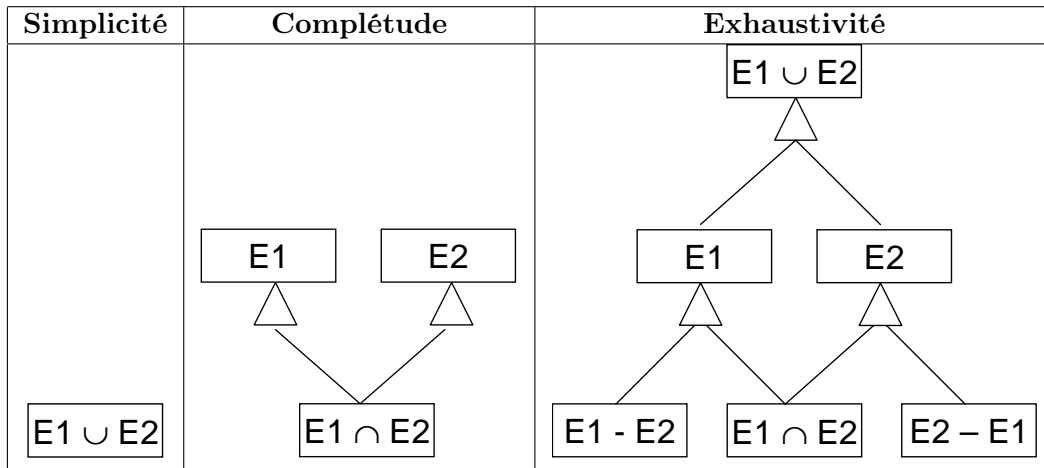 Simplicité Complétude Exhaustivité
E1 ∪ E2
E1 E2 E1 E2
E1 ∪ E2 E1 ∩ E2 E1 - E2 E1 ∩ E2 E2 – E1